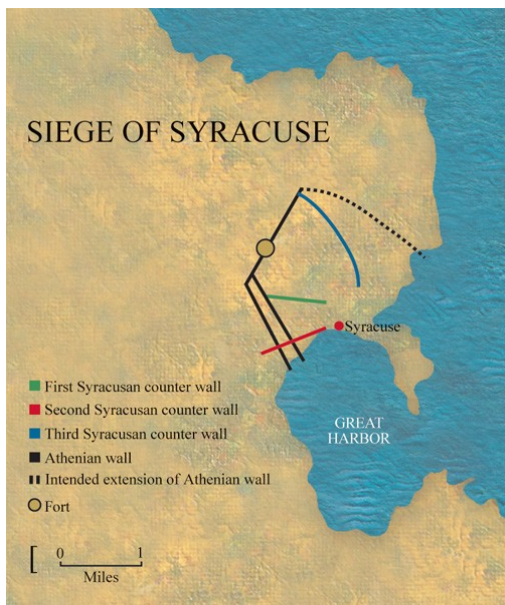 SIEGE OF SYRACUSE
Syracuse
First Syracusan counter wall
Second Syracusan counter wall
Third Syracusan counter wall
Athenian wall
Intended extension of Athenian wall
Fort
GREAT
HARBOR
0 1
Miles